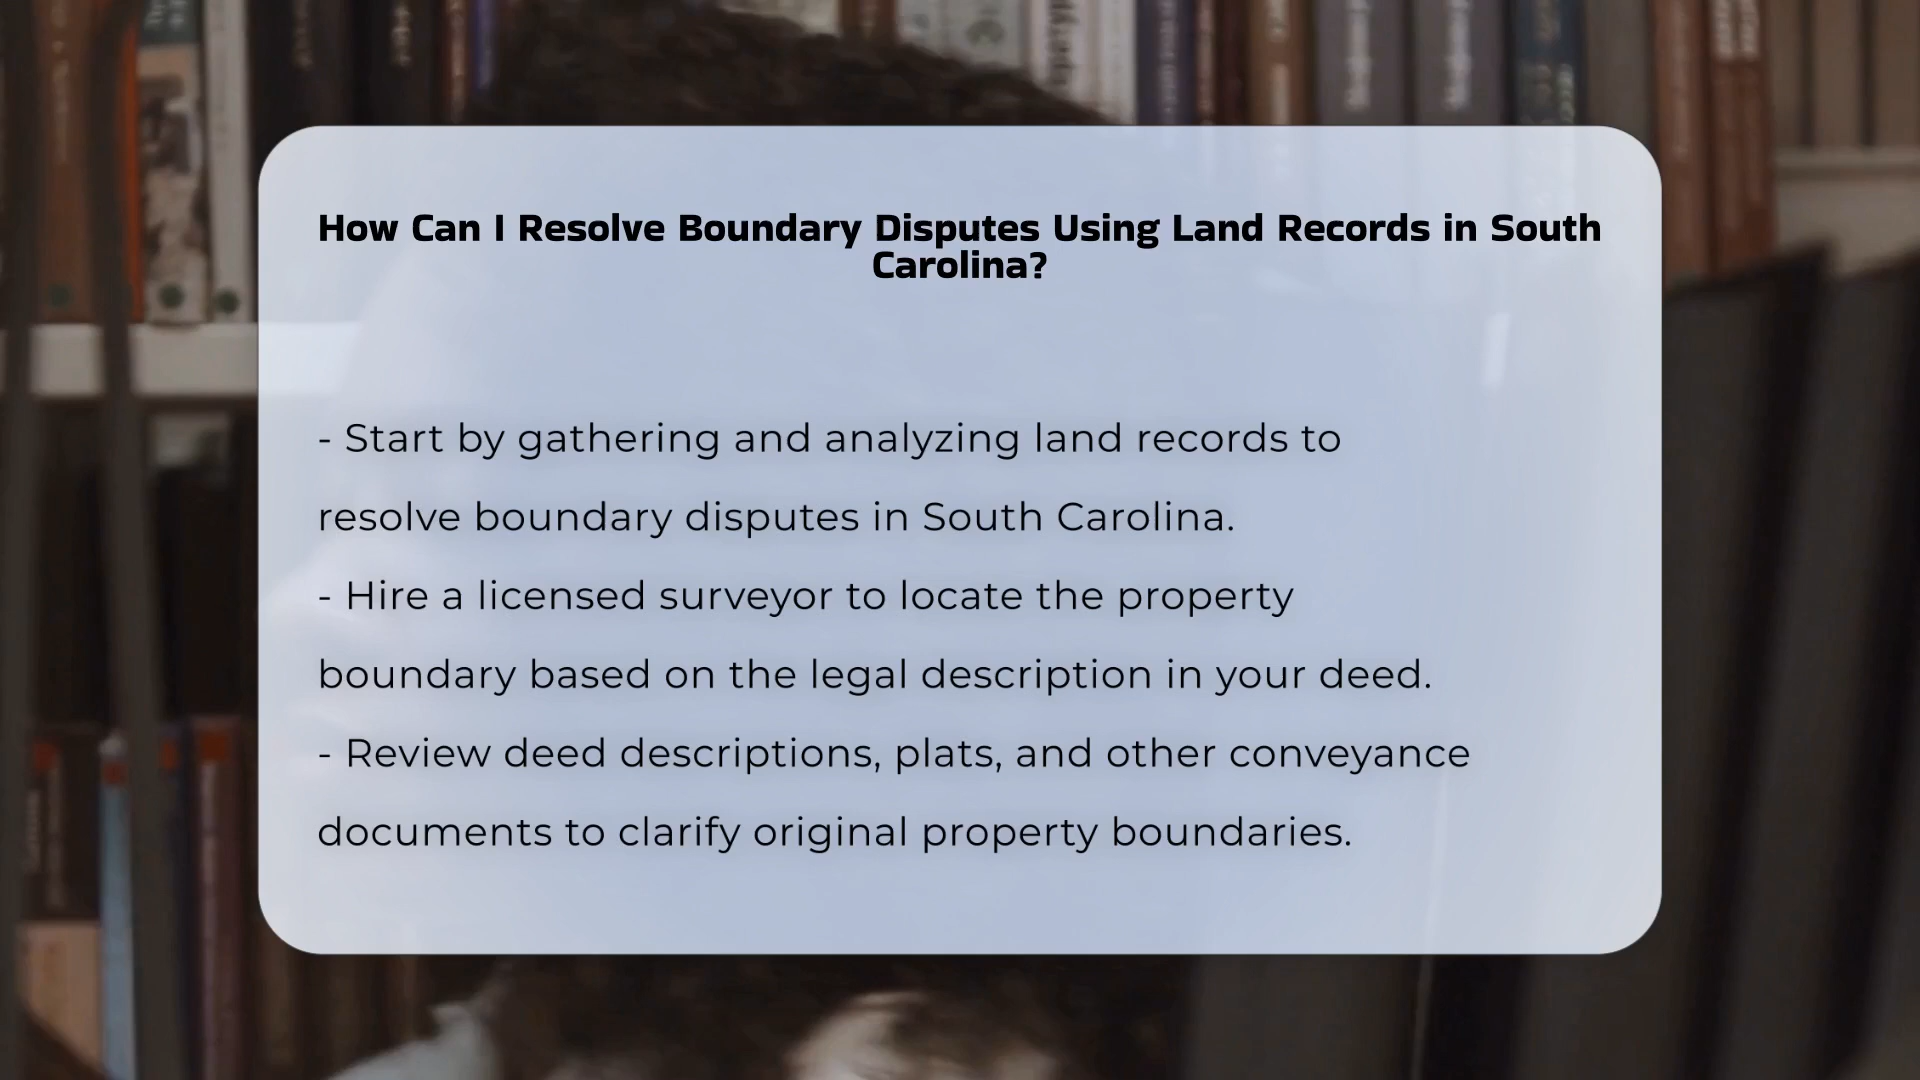 How Can I Resolve Boundary Disputes Using Land Records in South
Carolina?
- Start by gathering and analyzing land records to
resolve boundary disputes in South Carolina.
- Hire a licensed surveyor to locate the property
boundary based on the legal description in your deed.
- Review deed descriptions, plats, and other conveyance
documents to clarify original property boundaries.